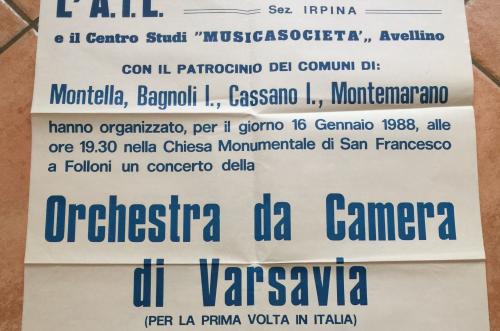 L'A.I.L. Sez. IRPINA
e il Centro Studi "MUSICASOCIETA',, Avellino
CON IL PATROCINIO DEI COMUNI DI:
Montella, Bagnoli I., Cassano I., Montemarano
hanno organizzato, per il giorno 16 Gennaio 1988, alle
ore 19.30 nella Chiesa Monumentale di San Francesco
a Folloni un concerto della
Orchestra da Camera
di Varsavia
(PER LA PRIMA VOLTA IN ITALIA)